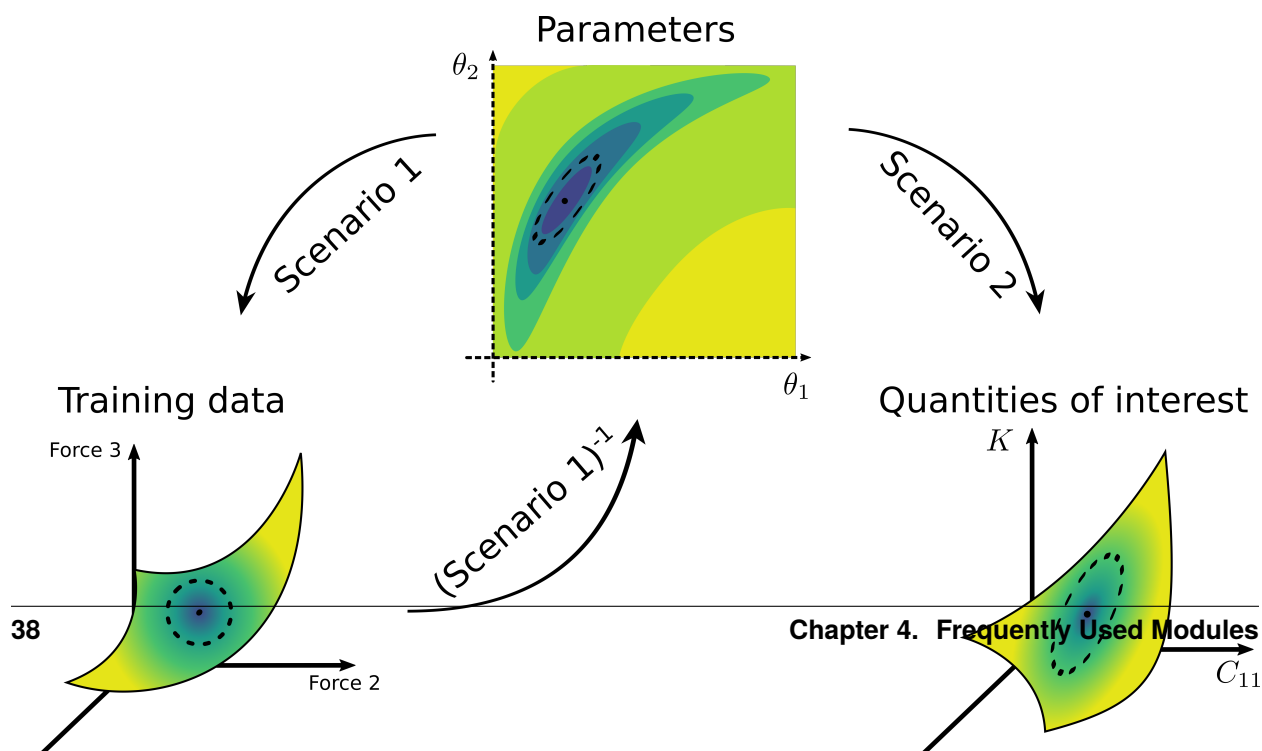 Parameters
θ₂
Scenario 1
Scenario 2
θ₁
Training data
Quantities of interest
Force 3
K
(Scenario 1)⁻¹
38
Chapter 4. Frequently Used Modules
Force 2
C₁₁